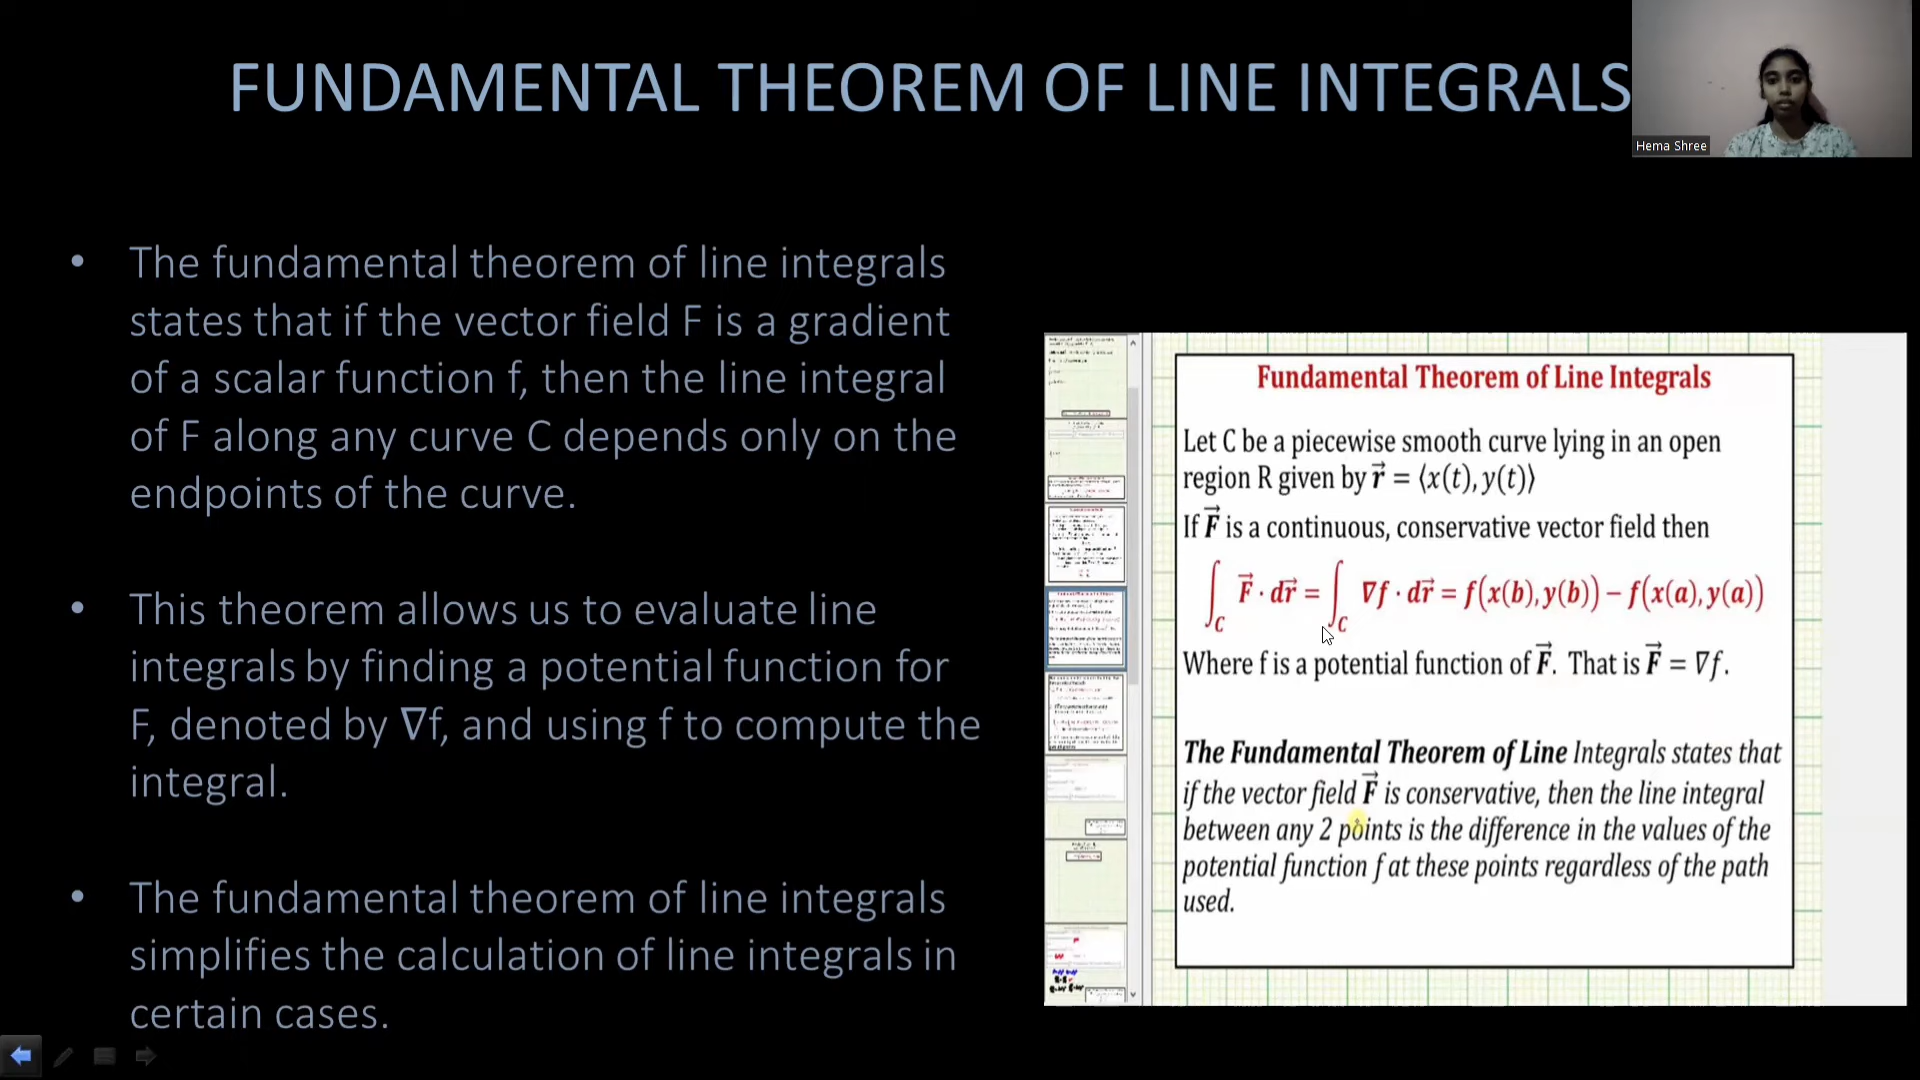 FUNDAMENTAL THEOREM OF LINE INTEGRALS
Hema Shree
• The fundamental theorem of line integrals
states that if the vector field F is a gradient
of a scalar function f, then the line integral
of F along any curve C depends only on the
endpoints of the curve.
• This theorem allows us to evaluate line
integrals by finding a potential function for
F, denoted by ∇f, and using f to compute the
integral.
• The fundamental theorem of line integrals
simplifies the calculation of line integrals in
certain cases.
Fundamental Theorem of Line Integrals
Let C be a piecewise smooth curve lying in an open
region R given by r⃗ = ⟨x(t), y(t)⟩
If F⃗ is a continuous, conservative vector field then
∫_C F⃗ · dr⃗ = ∫_C ∇f · dr⃗ = f(x(b), y(b)) − f(x(a), y(a))
Where f is a potential function of F⃗. That is F⃗ = ∇f.
The Fundamental Theorem of Line Integrals states that
if the vector field F⃗ is conservative, then the line integral
between any 2 points is the difference in the values of the
potential function f at these points regardless of the path
used.